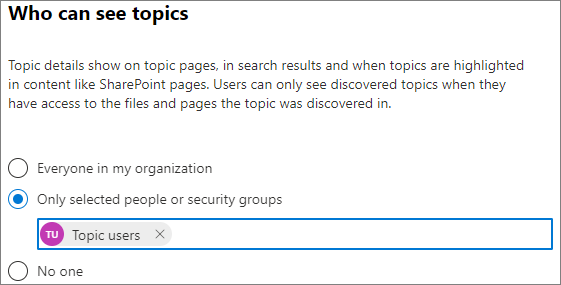 Who can see topics
Topic details show on topic pages, in search results and when topics are highlighted
in content like SharePoint pages. Users can only see discovered topics when they
have access to the files and pages the topic was discovered in.
Everyone in my organization
Only selected people or security groups
TU Topic users
No one